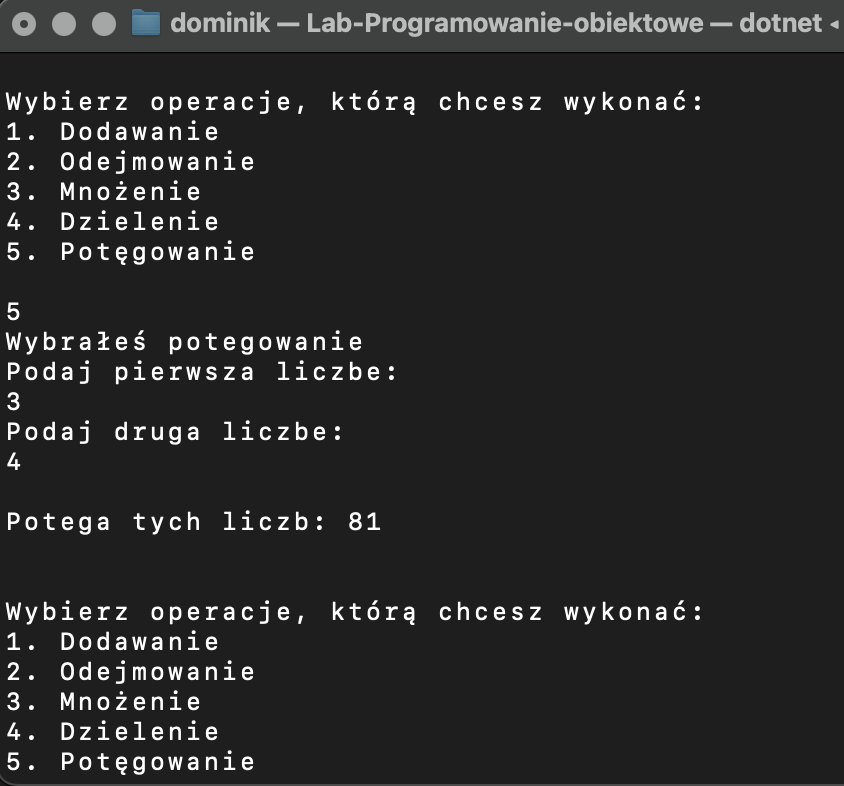 dominik — Lab-Programowanie-obiektowe — dotnet ◂
Wybierz operacje, którą chcesz wykonać:
1. Dodawanie
2. Odejmowanie
3. Mnożenie
4. Dzielenie
5. Potęgowanie
5
Wybrałeś potegowanie
Podaj pierwsza liczbe:
3
Podaj druga liczbe:
4
Potega tych liczb: 81
Wybierz operacje, którą chcesz wykonać:
1. Dodawanie
2. Odejmowanie
3. Mnożenie
4. Dzielenie
5. Potęgowanie